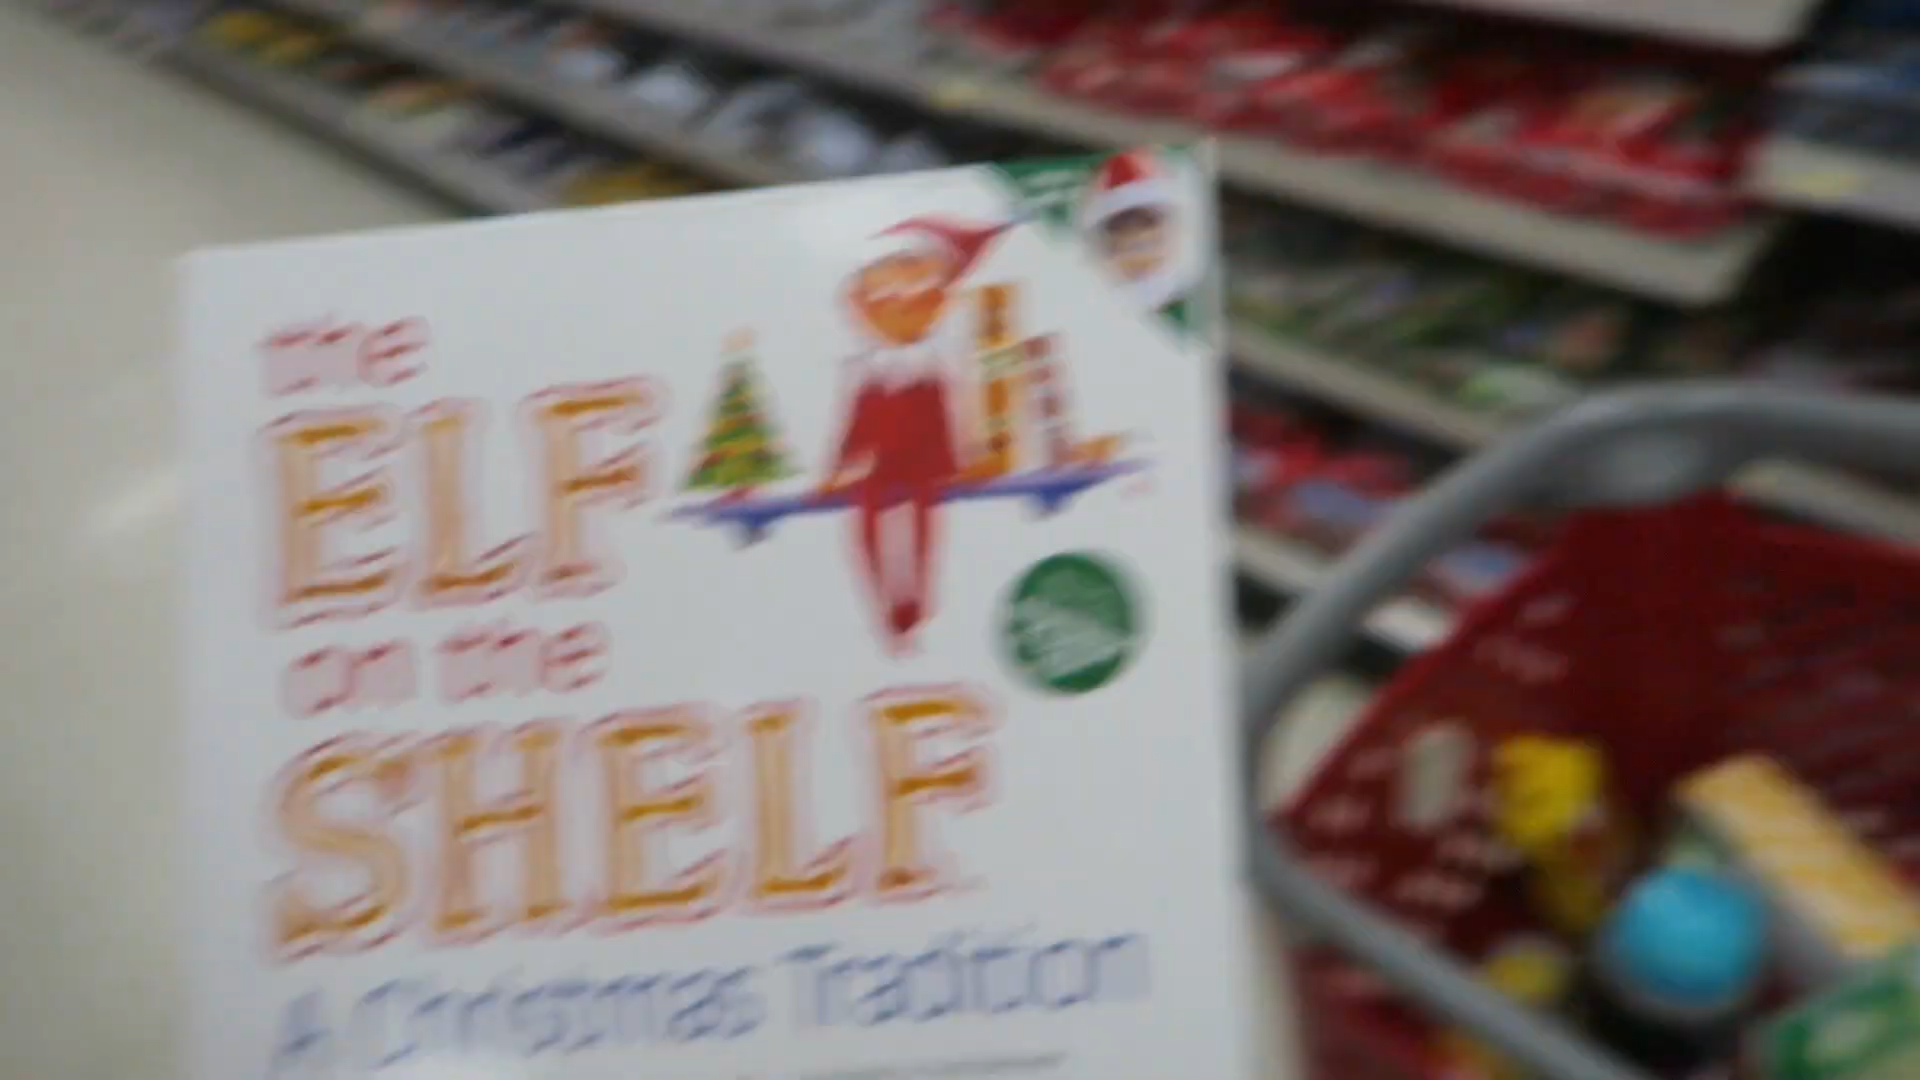 the
ELF
on the
SHELF
A Christmas Tradition